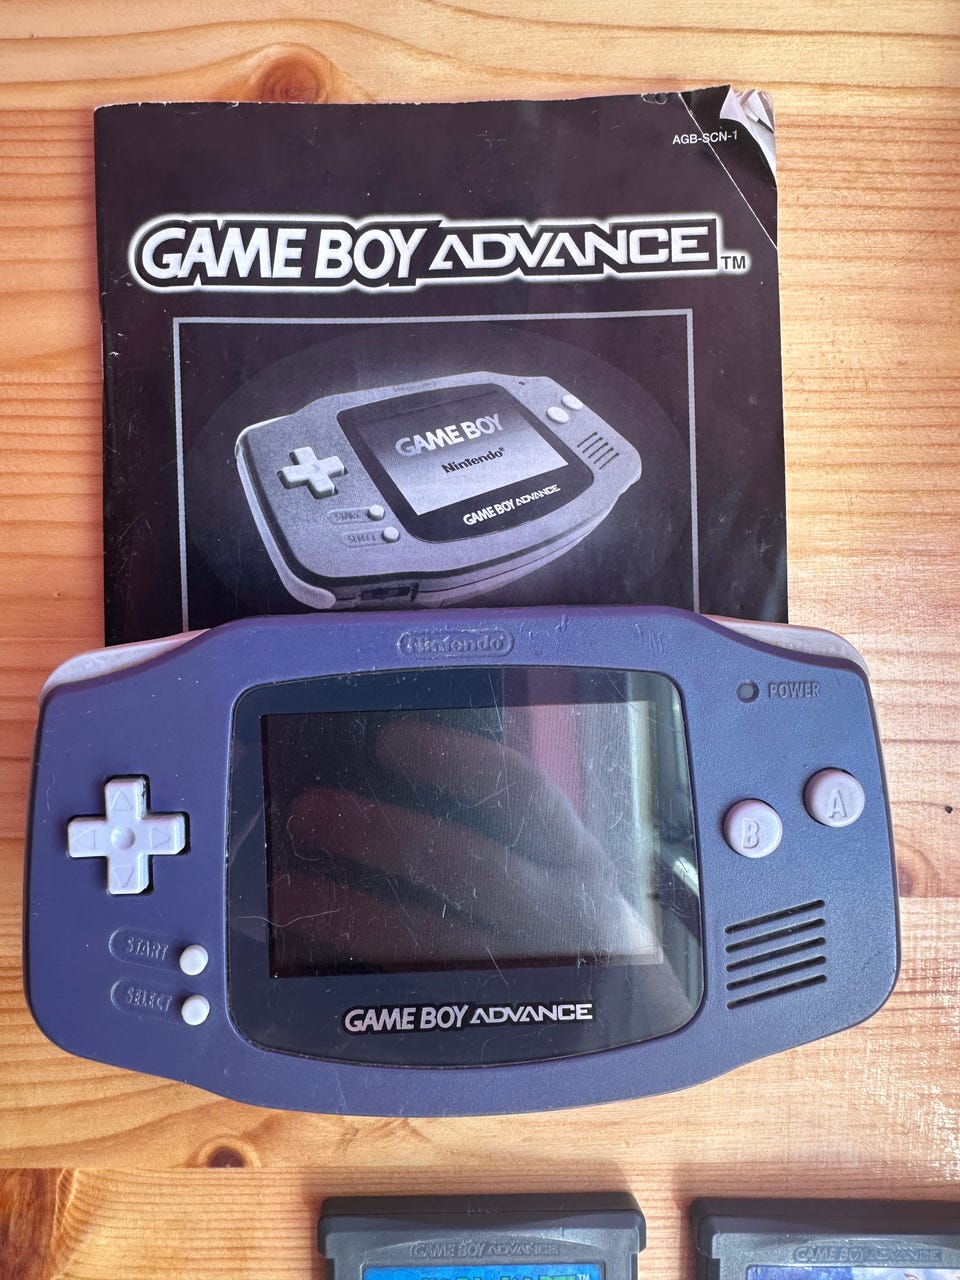 AGB-SCN-1
GAME BOY ADVANCE™
Nintendo
GAME BOY
Nintendo®
START
SELECT
GAME BOY ADVANCE
Nintendo
POWER
A
B
START
SELECT
GAME BOY ADVANCE
GAME BOY ADVANCE
GAME BOY ADVANCE